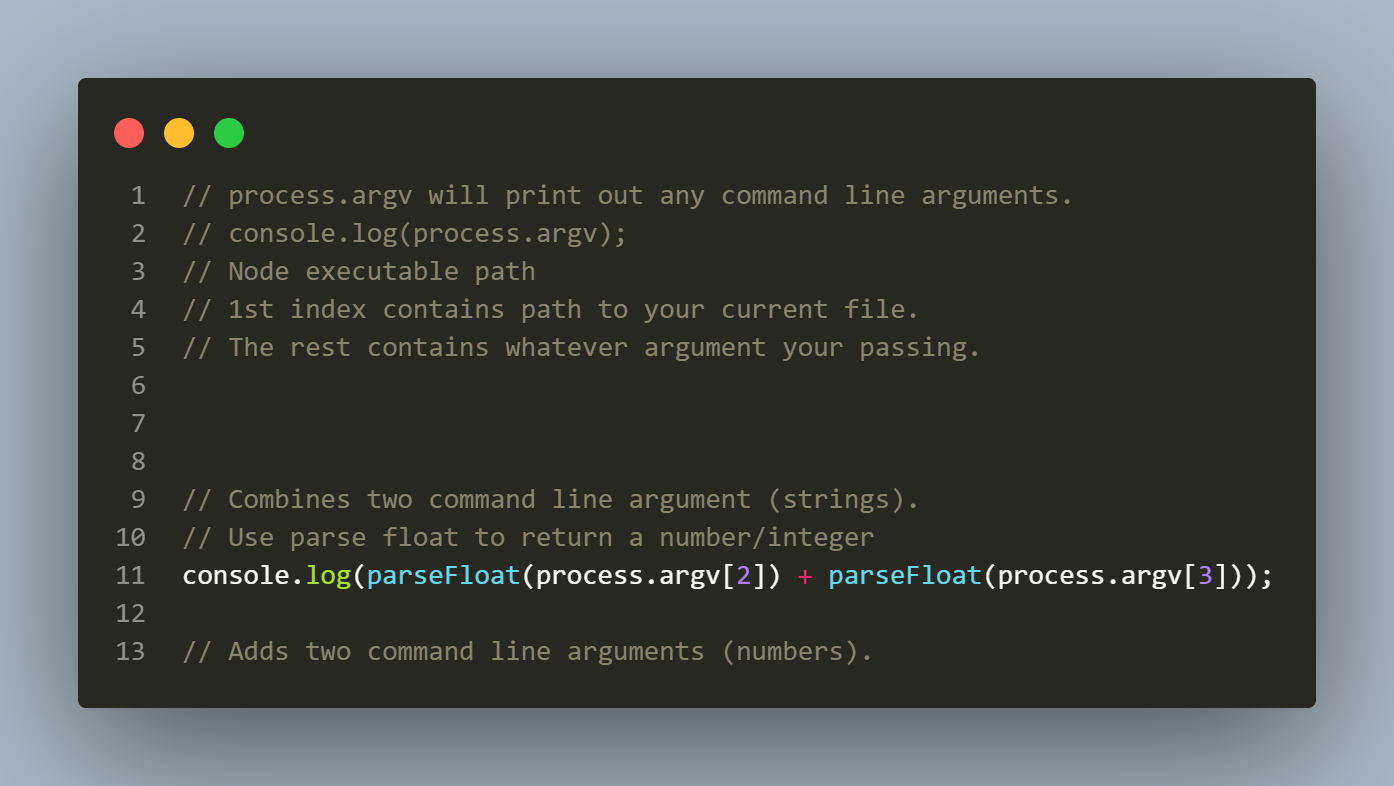 1 // process.argv will print out any command line arguments.
2 // console.log(process.argv);
3 // Node executable path
4 // 1st index contains path to your current file.
5 // The rest contains whatever argument your passing.
6
7
8
9 // Combines two command line argument (strings).
10 // Use parse float to return a number/integer
11 console.log(parseFloat(process.argv[2]) + parseFloat(process.argv[3]));
12
13 // Adds two command line arguments (numbers).